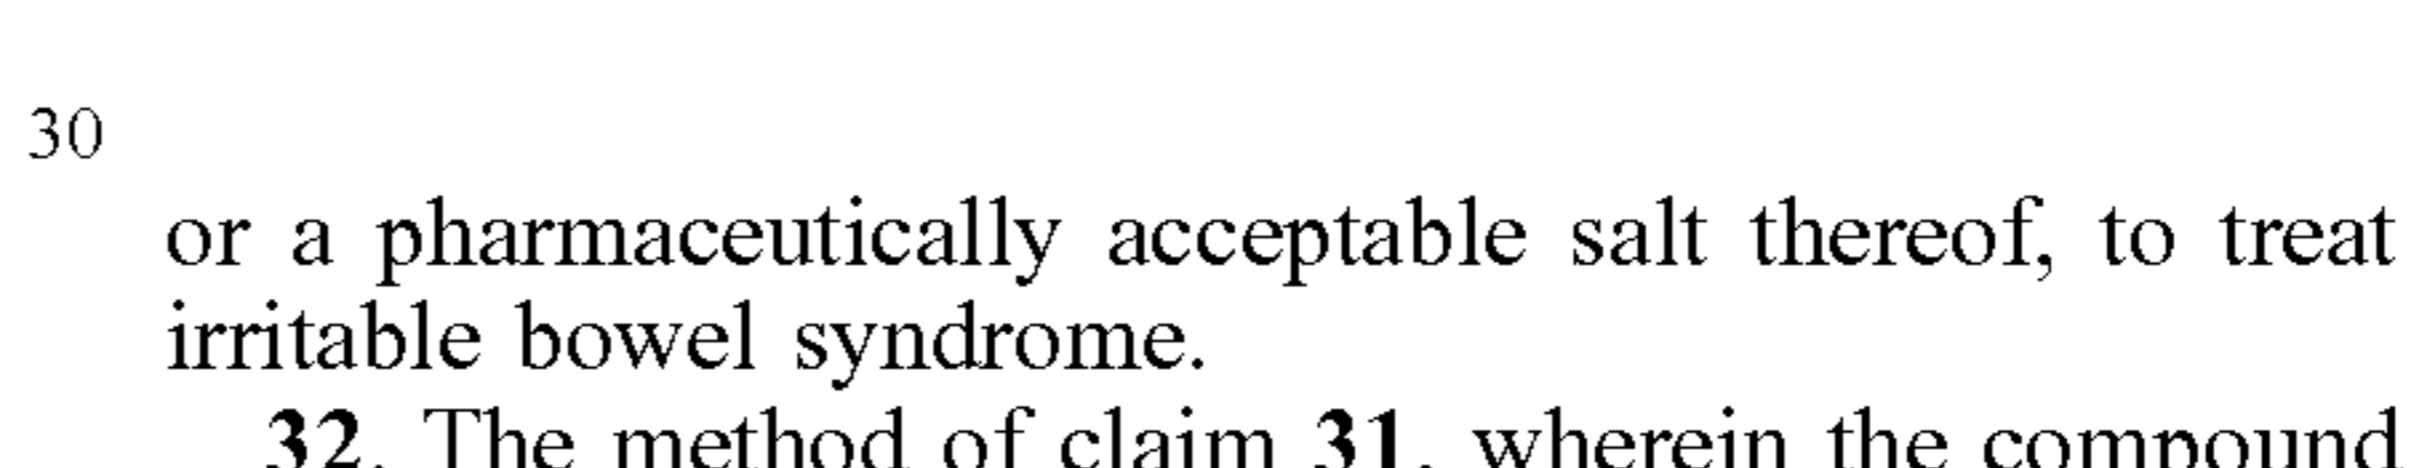 30
or a pharmaceutically acceptable salt thereof, to treat
irritable bowel syndrome.
32. The method of claim 31, wherein the compound